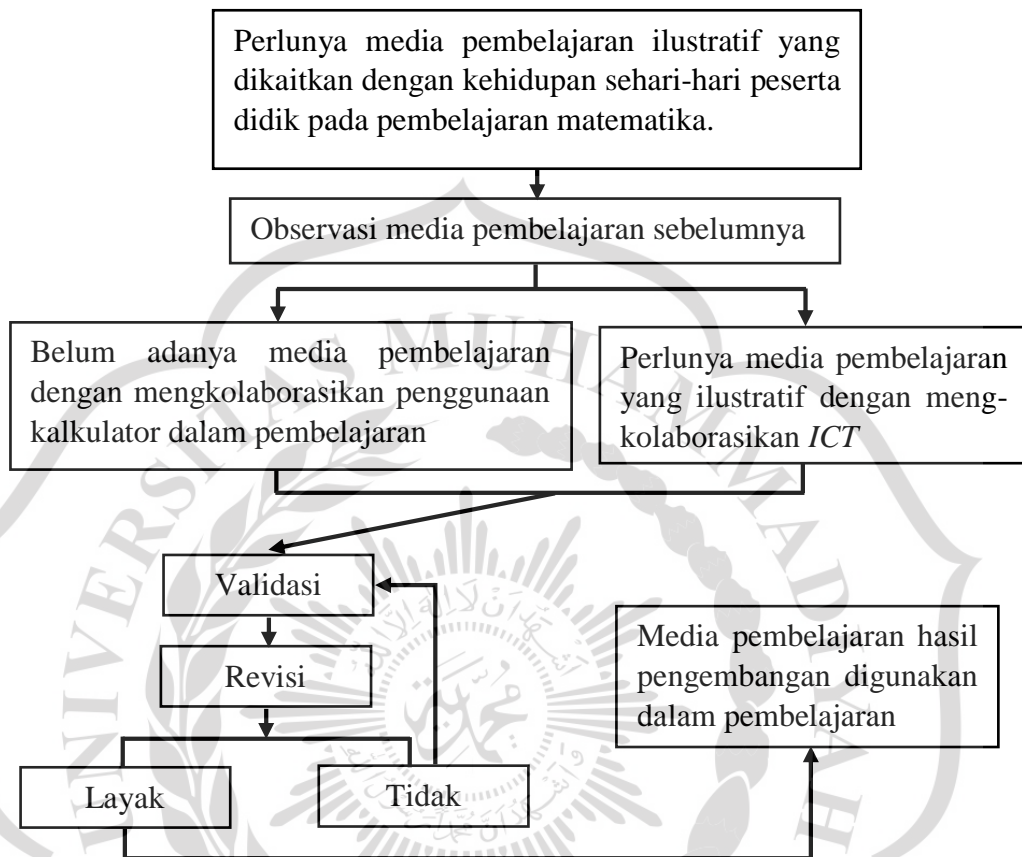 Perlunya media pembelajaran ilustratif yang
dikaitkan dengan kehidupan sehari-hari peserta
didik pada pembelajaran matematika.
Observasi media pembelajaran sebelumnya
Belum adanya media pembelajaran
dengan mengkolaborasikan penggunaan
kalkulator dalam pembelajaran
Perlunya media pembelajaran
yang ilustratif dengan meng-
kolaborasikan ICT
Validasi
Revisi
Layak
Tidak
Media pembelajaran hasil
pengembangan digunakan
dalam pembelajaran
UNIVERSITAS MUHAMMADIYAH